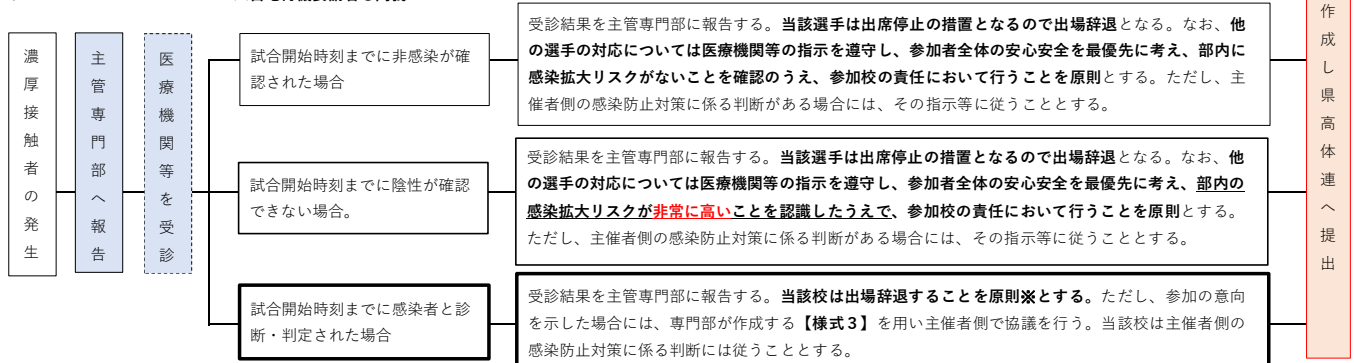 濃厚接触者の発生
主管専門部へ報告
医療機関等を受診
試合開始時刻までに非感染が確
認された場合
受診結果を主管専門部に報告する。当該選手は出席停止の措置となるので出場辞退となる。なお、他
の選手の対応については医療機関等の指示を遵守し、参加者全体の安心安全を最優先に考え、部内に
感染拡大リスクがないことを確認のうえ、参加校の責任において行うことを原則とする。ただし、主
催者側の感染防止対策に係る判断がある場合には、その指示等に従うこととする。
試合開始時刻までに陰性が確認
できない場合。
受診結果を主管専門部に報告する。当該選手は出席停止の措置となるので出場辞退となる。なお、他
の選手の対応については医療機関等の指示を遵守し、参加者全体の安心安全を最優先に考え、部内の
感染拡大リスクが非常に高いことを認識したうえで、参加校の責任において行うことを原則とする。
ただし、主催者側の感染防止対策に係る判断がある場合には、その指示等に従うこととする。
試合開始時刻までに感染者と診
断・判定された場合
受診結果を主管専門部に報告する。当該校は出場辞退することを原則※とする。ただし、参加の意向
を示した場合には、専門部が作成する【様式3】を用い主催者側で協議を行う。当該校は主催者側の
感染防止対策に係る判断には従うこととする。
作成し県高体連へ提出